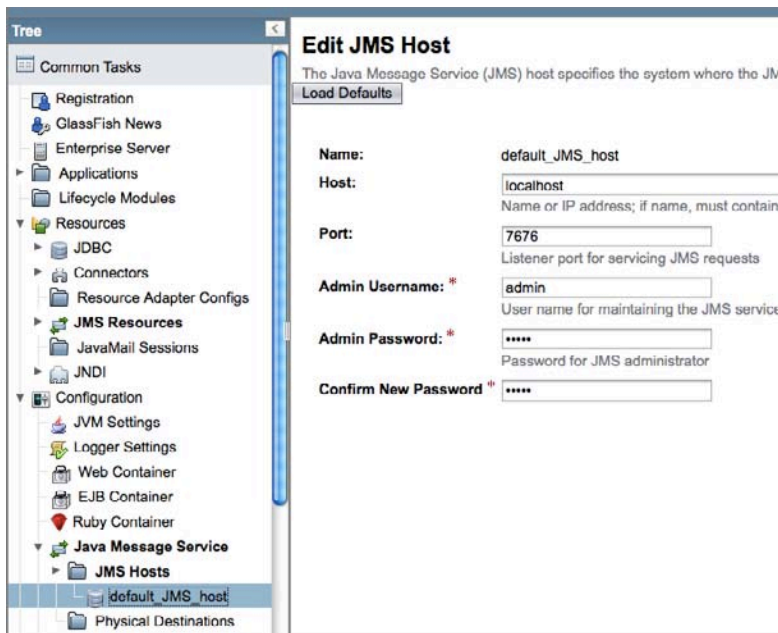 Tree
Common Tasks
Registration
GlassFish News
Enterprise Server
Applications
Lifecycle Modules
Resources
JDBC
Connectors
Resource Adapter Configs
JMS Resources
JavaMail Sessions
JNDI
Configuration
JVM Settings
Logger Settings
Web Container
EJB Container
Ruby Container
Java Message Service
JMS Hosts
default_JMS_host
Physical Destinations
Edit JMS Host
The Java Message Service (JMS) host specifies the system where the JM
Load Defaults
Name: default_JMS_host
Host: localhost
Name or IP address; if name, must contain
Port: 7676
Listener port for servicing JMS requests
Admin Username: * admin
User name for maintaining the JMS service
Admin Password: * •••••
Password for JMS administrator
Confirm New Password * •••••